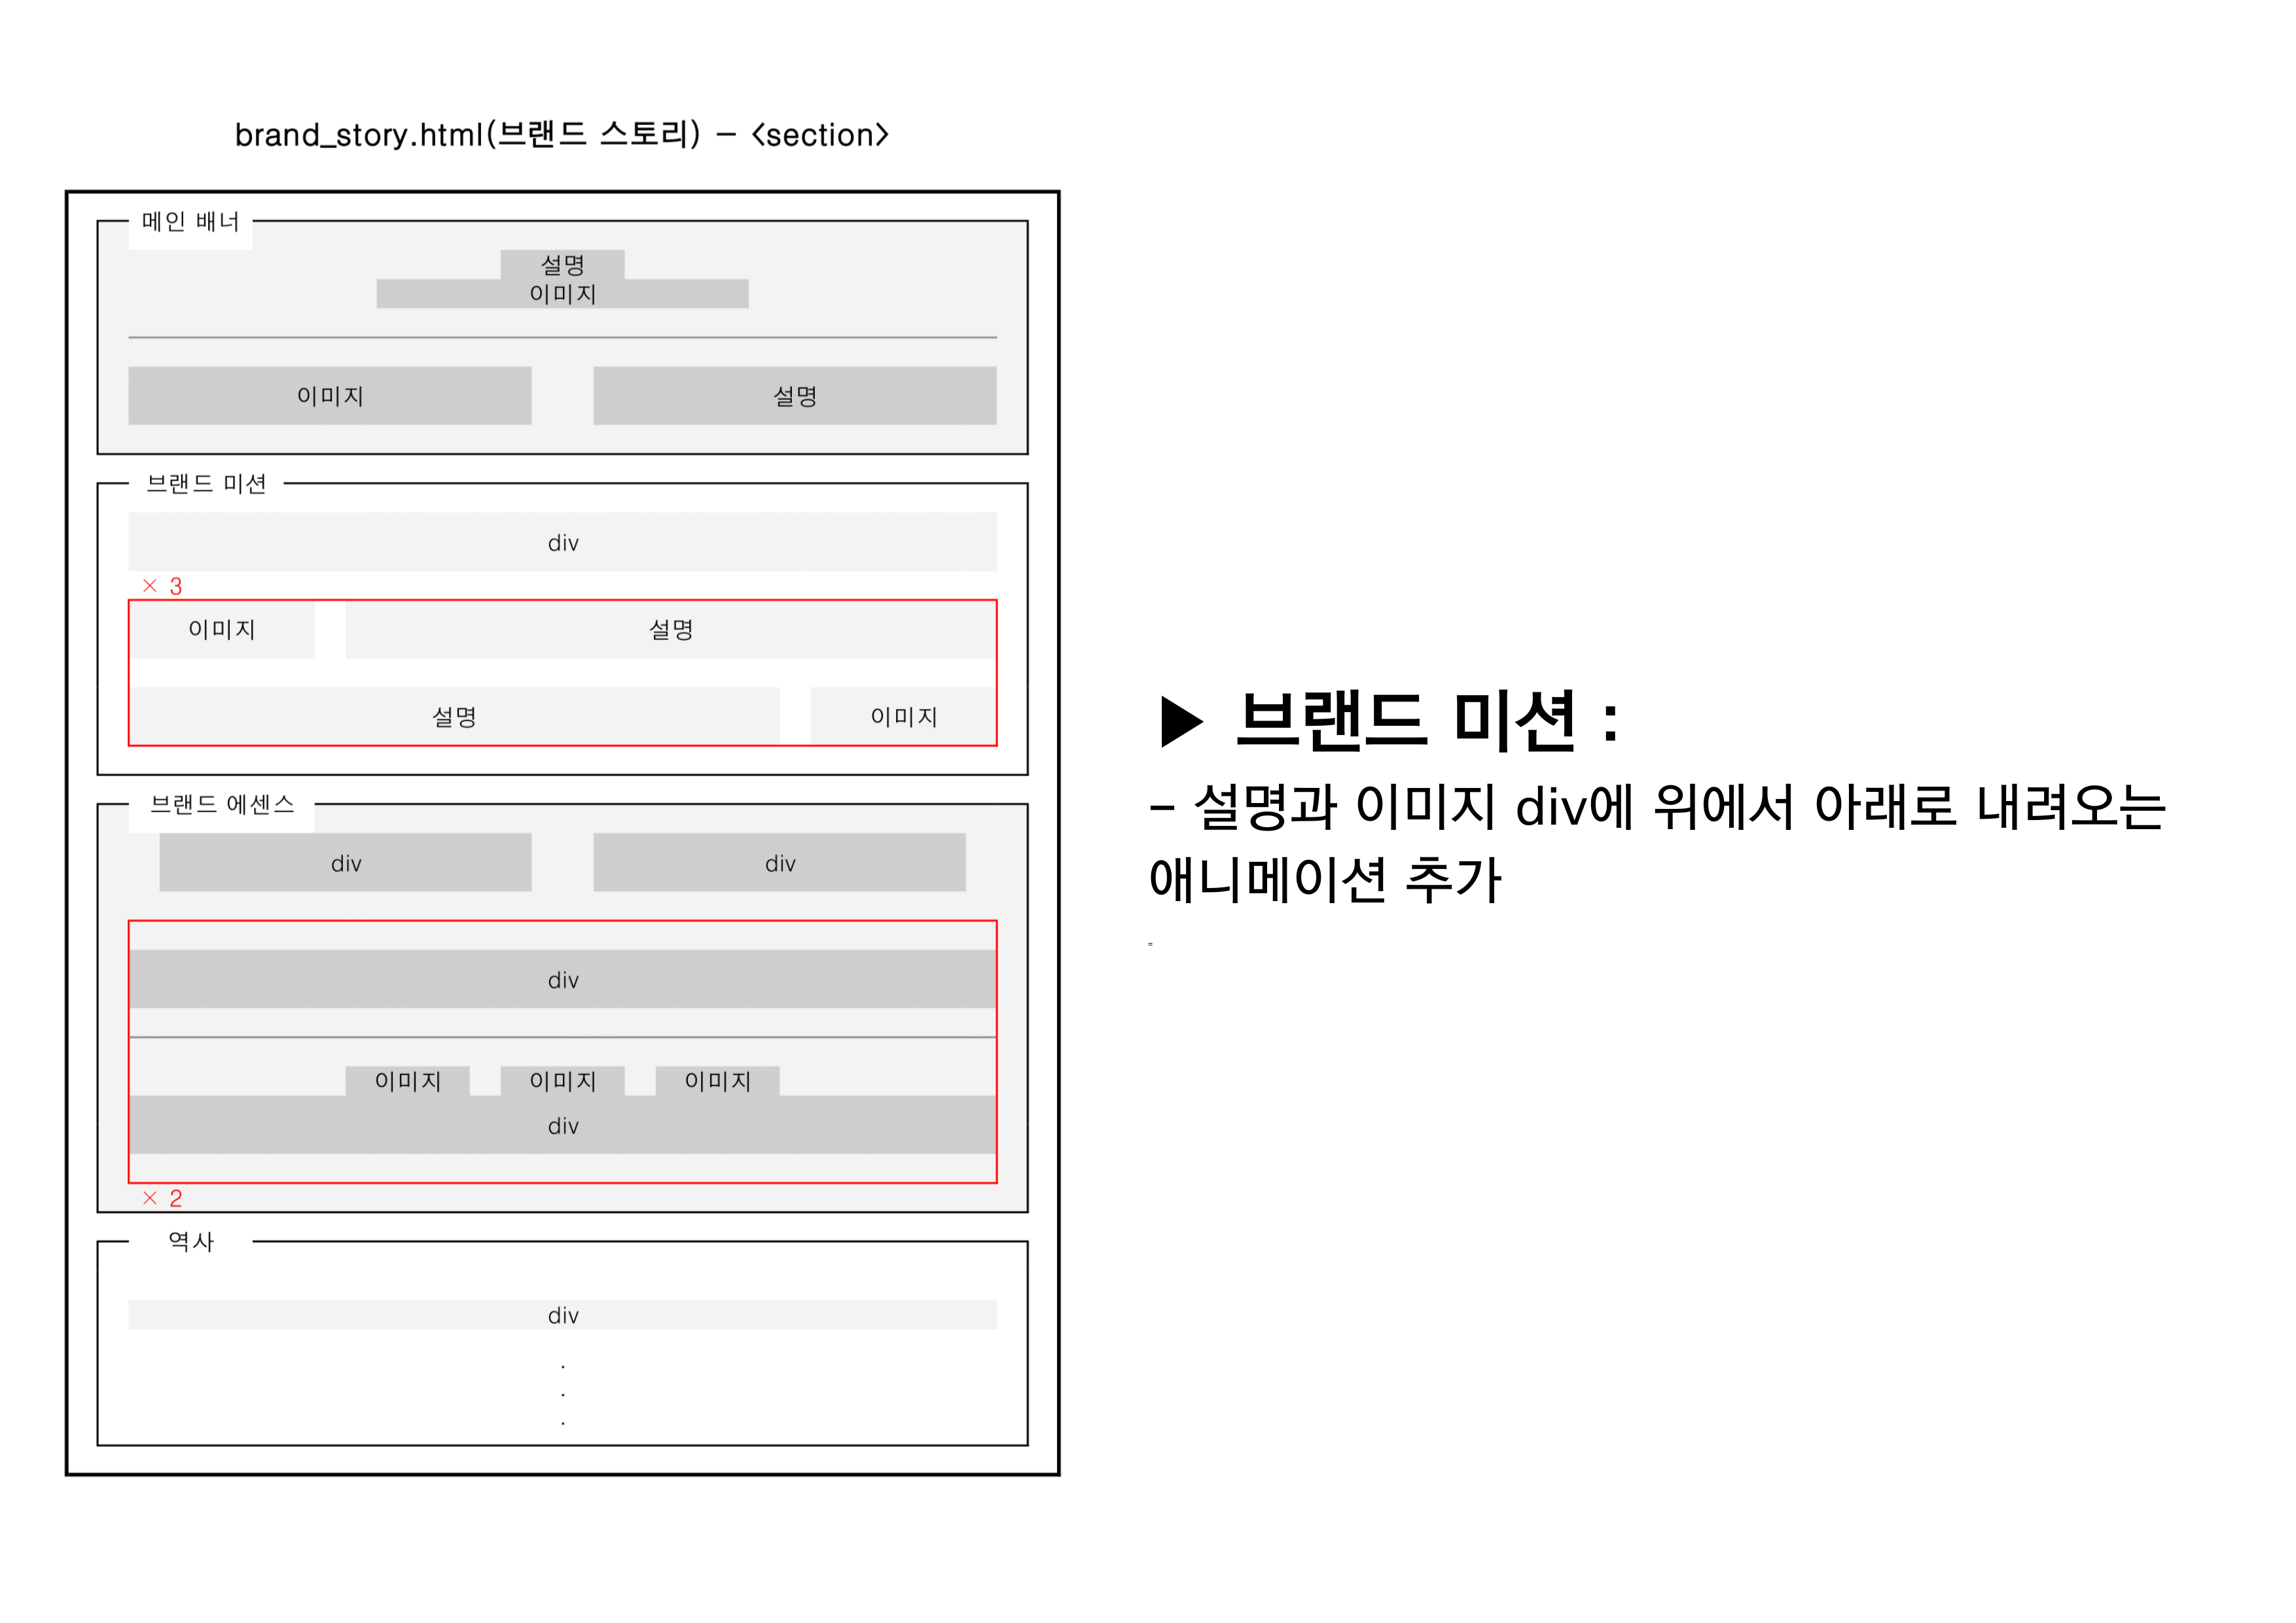 brand_story.html(브랜드 스토리) - <section>
메인 배너
설명
이미지
이미지 설명
브랜드 미션
div
× 3
이미지 설명
설명 이미지
브랜드 에센스
div div
div
이미지 이미지 이미지
div
× 2
역사
div
.
.
.
▶ 브랜드 미션 :
- 설명과 이미지 div에 위에서 아래로 내려오는
애니메이션 추가